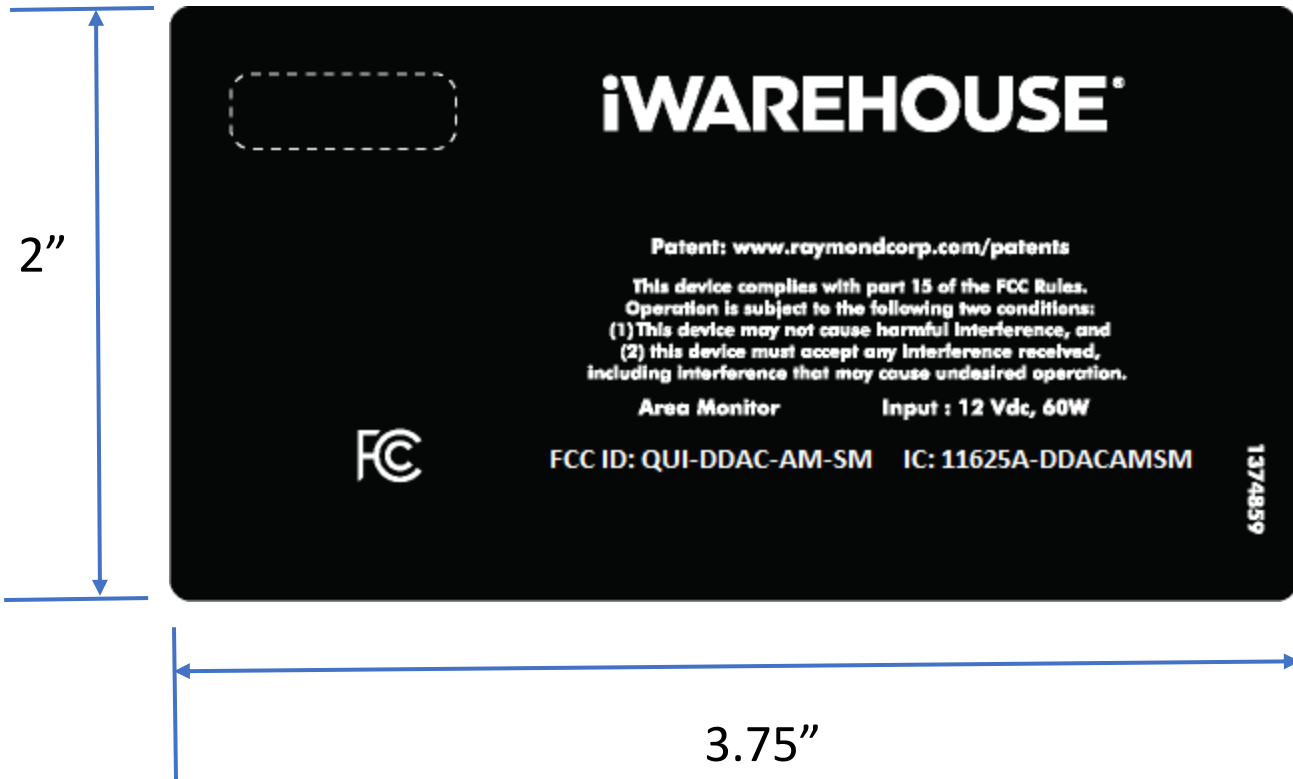 iWAREHOUSE®
2”
Patent: www.raymondcorp.com/patents
This device complies with part 15 of the FCC Rules.
Operation is subject to the following two conditions:
(1)This device may not cause harmful Interference, and
(2) this device must accept any Interference received,
including interference that may cause undesired operation.
Area Monitor Input : 12 Vdc, 60W
FC
FCC ID: QUI-DDAC-AM-SM IC: 11625A-DDACAMSM
1374859
3.75”